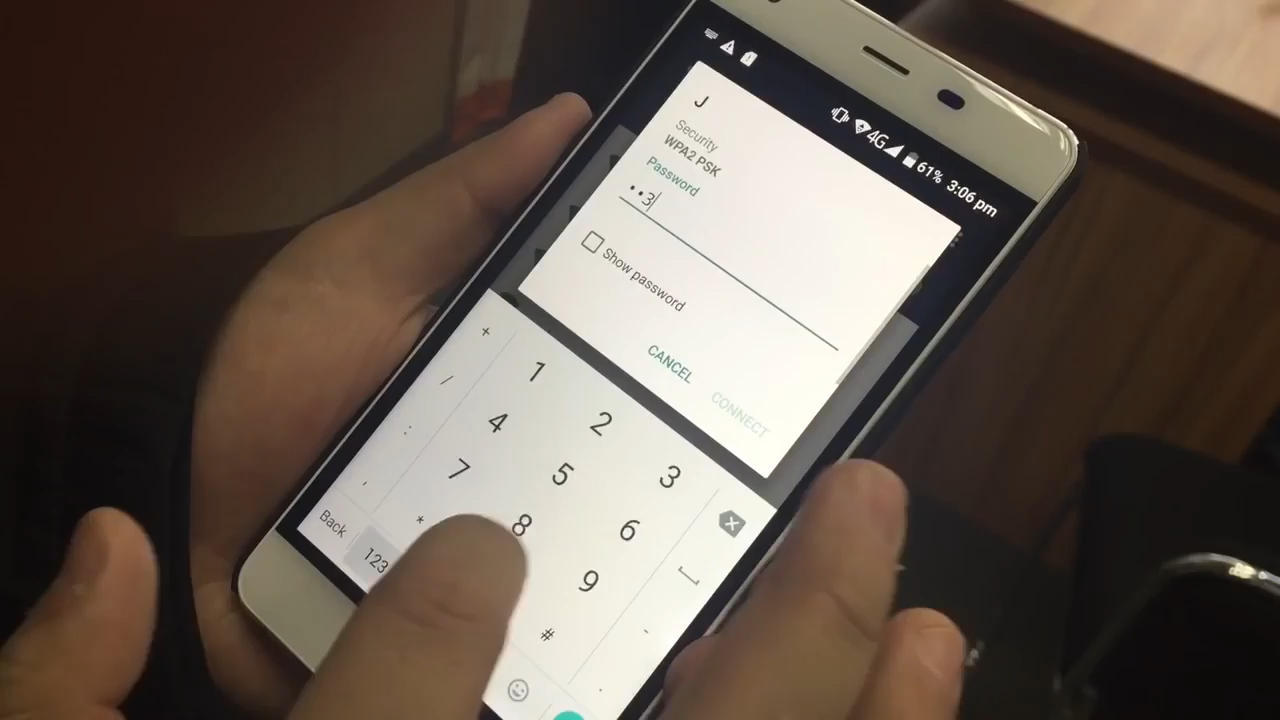 4G 61% 3:06 pm
J
Security
WPA2 PSK
Password
••3
Show password
CANCEL
CONNECT
+ 1 2 3
/ 4 5 6
: 7 8 9
, * #
Back 123